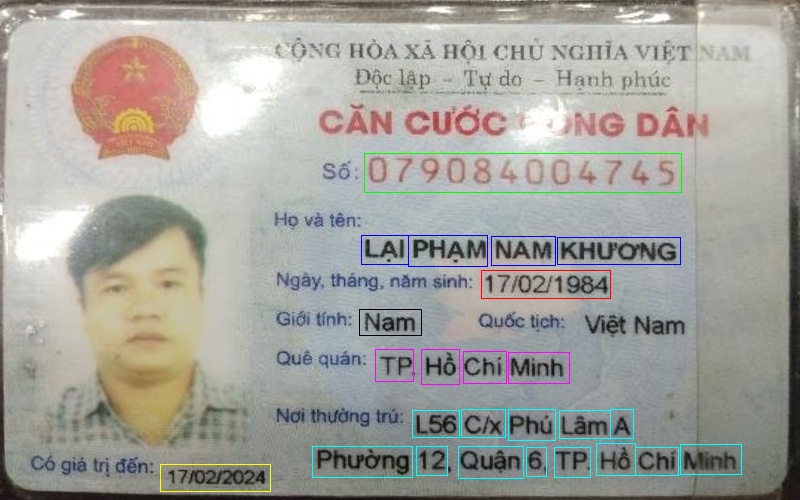 CỘNG HÒA XÃ HỘI CHỦ NGHĨA VIỆT NAM
Độc lập - Tự do - Hạnh phúc
CĂN CƯỚC CÔNG DÂN
Số: 079084004745
Họ và tên:
LẠI PHẠM NAM KHƯƠNG
Ngày, tháng, năm sinh: 17/02/1984
Giới tính: Nam Quốc tịch: Việt Nam
Quê quán: TP. Hồ Chí Minh
Nơi thường trú: L56 C/x Phú Lâm A
Phường 12, Quận 6, TP. Hồ Chí Minh
Có giá trị đến: 17/02/2024